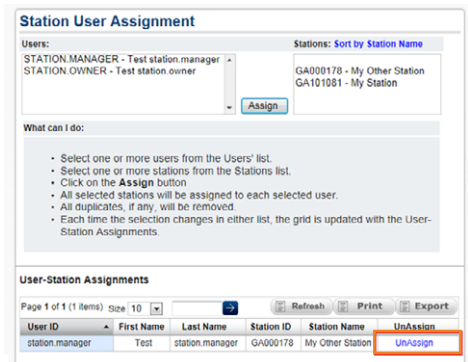 Station User Assignment
Users:
Stations: Sort by Station Name
STATION.MANAGER - Test station.manager
STATION.OWNER - Test station.owner
GA000178 - My Other Station
GA101081 - My Station
Assign
What can I do:
• Select one or more users from the Users' list.
• Select one or more stations from the Stations list.
• Click on the Assign button
• All selected stations will be assigned to each selected user.
• All duplicates, if any, will be removed.
• Each time the selection changes in either list, the grid is updated with the User-
Station Assignments.
User-Station Assignments
Page 1 of 1 (1 items) Size 10 Refresh Print Export
User ID First Name Last Name Station ID Station Name UnAssign
station.manager Test station.manager GA000178 My Other Station UnAssign